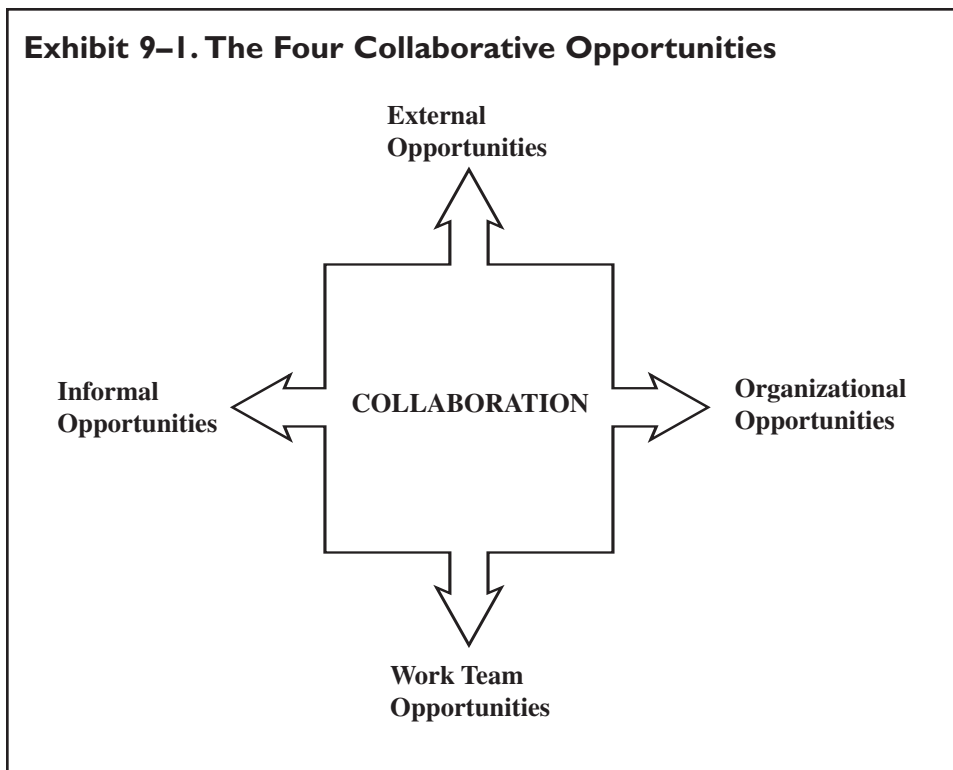 Exhibit 9–1. The Four Collaborative Opportunities
External
Opportunities
Informal
Opportunities
COLLABORATION
Organizational
Opportunities
Work Team
Opportunities